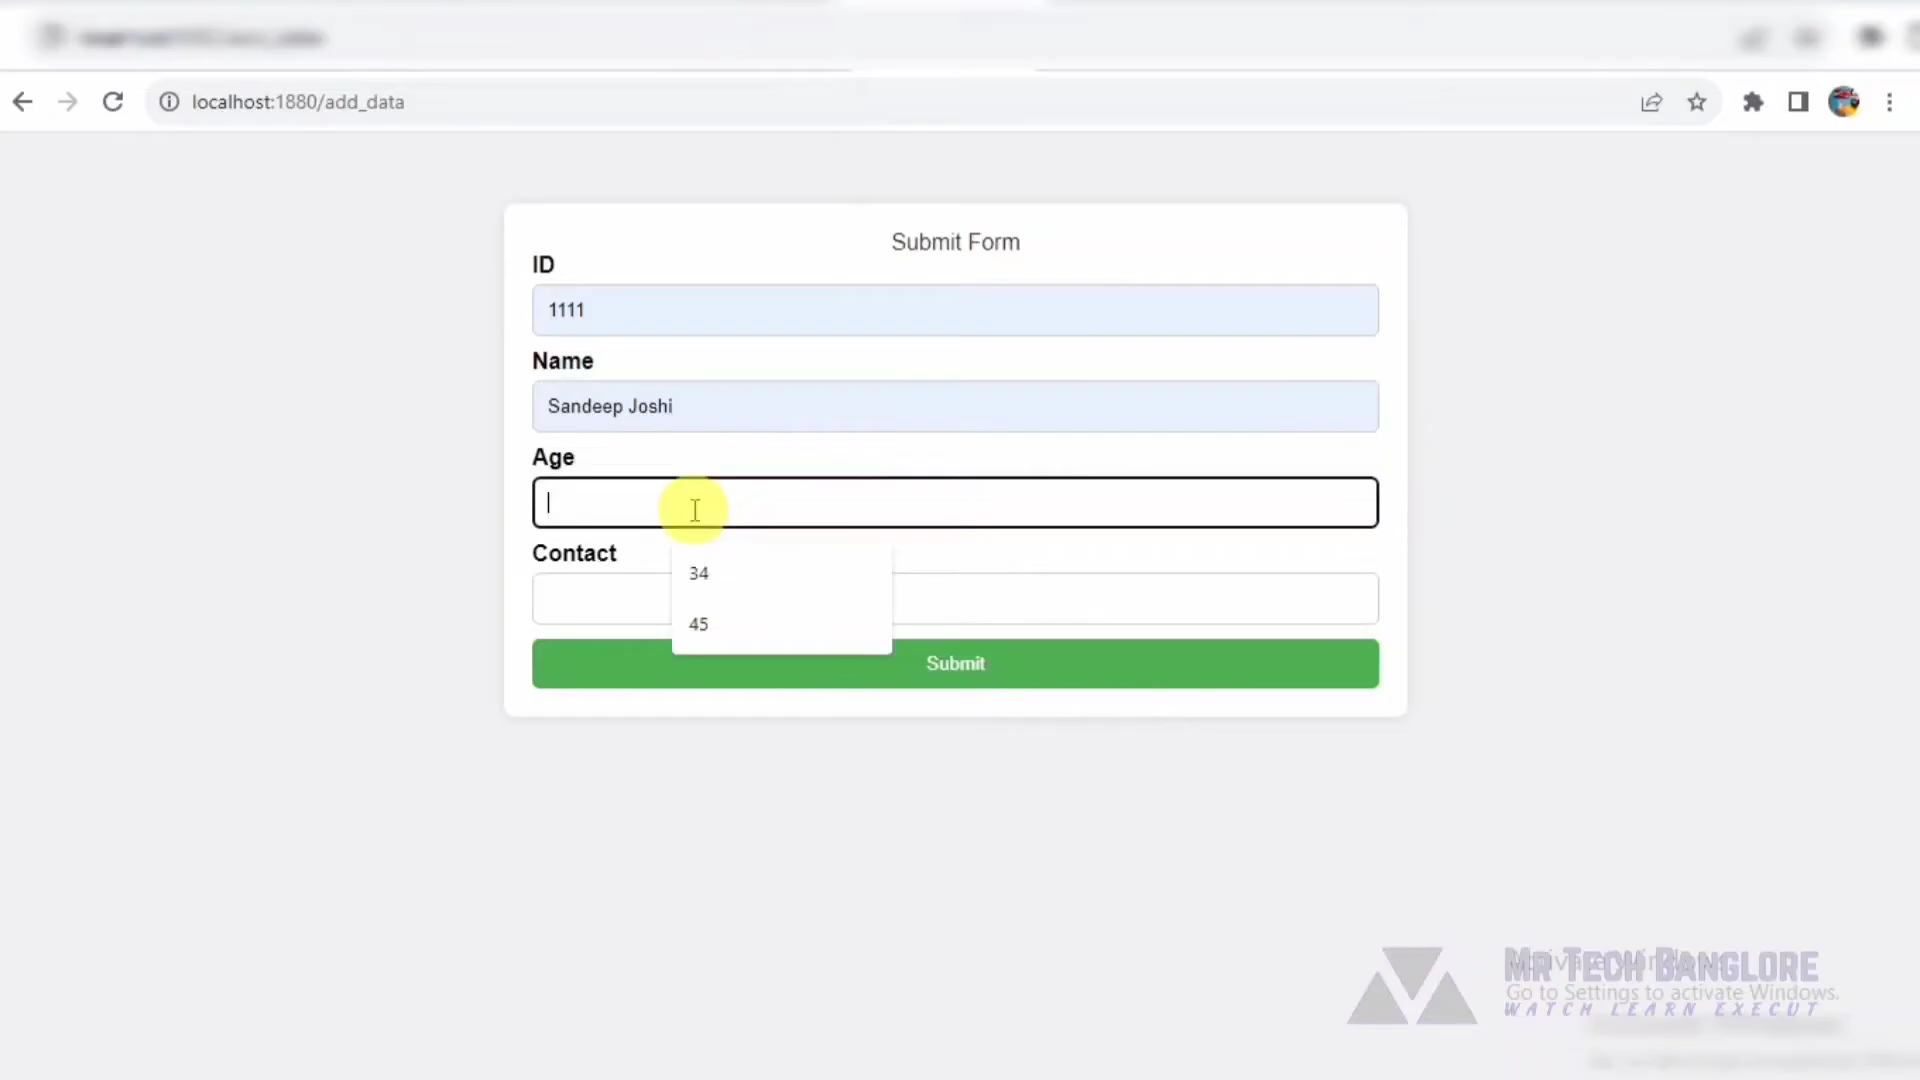 localhost:1880/add_data
Submit Form
ID
1111
Name
Sandeep Joshi
Age
Contact
34
45
Submit
MR TECH BANGLORE
Go to Settings to activate Windows.
WATCH LEARN EXECUT